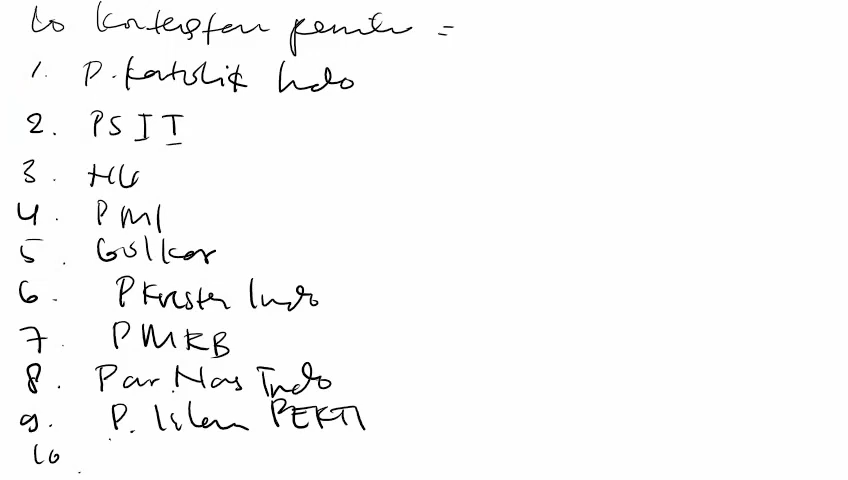 10 Kontestan pemilu =
1. P. Katolik Indo
2. PSII
3. NU
4. PMI
5. Golkar
6. P Kristen Indo
7. P MRB
8. Par. Nas Indo
9. P. Islam PERTI
10